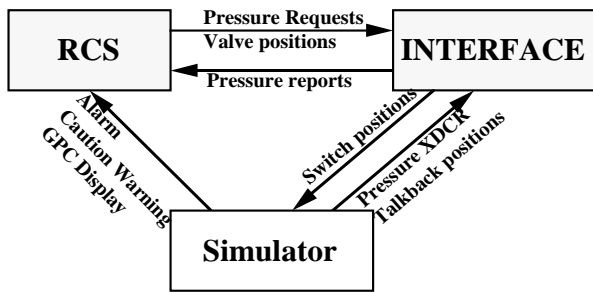 Pressure Requests
RCS
Valve positions
INTERFACE
Pressure reports
Alarm
Caution Warning
GPC Display
Switch positions
Pressure XDCR
Talkback positions
Simulator